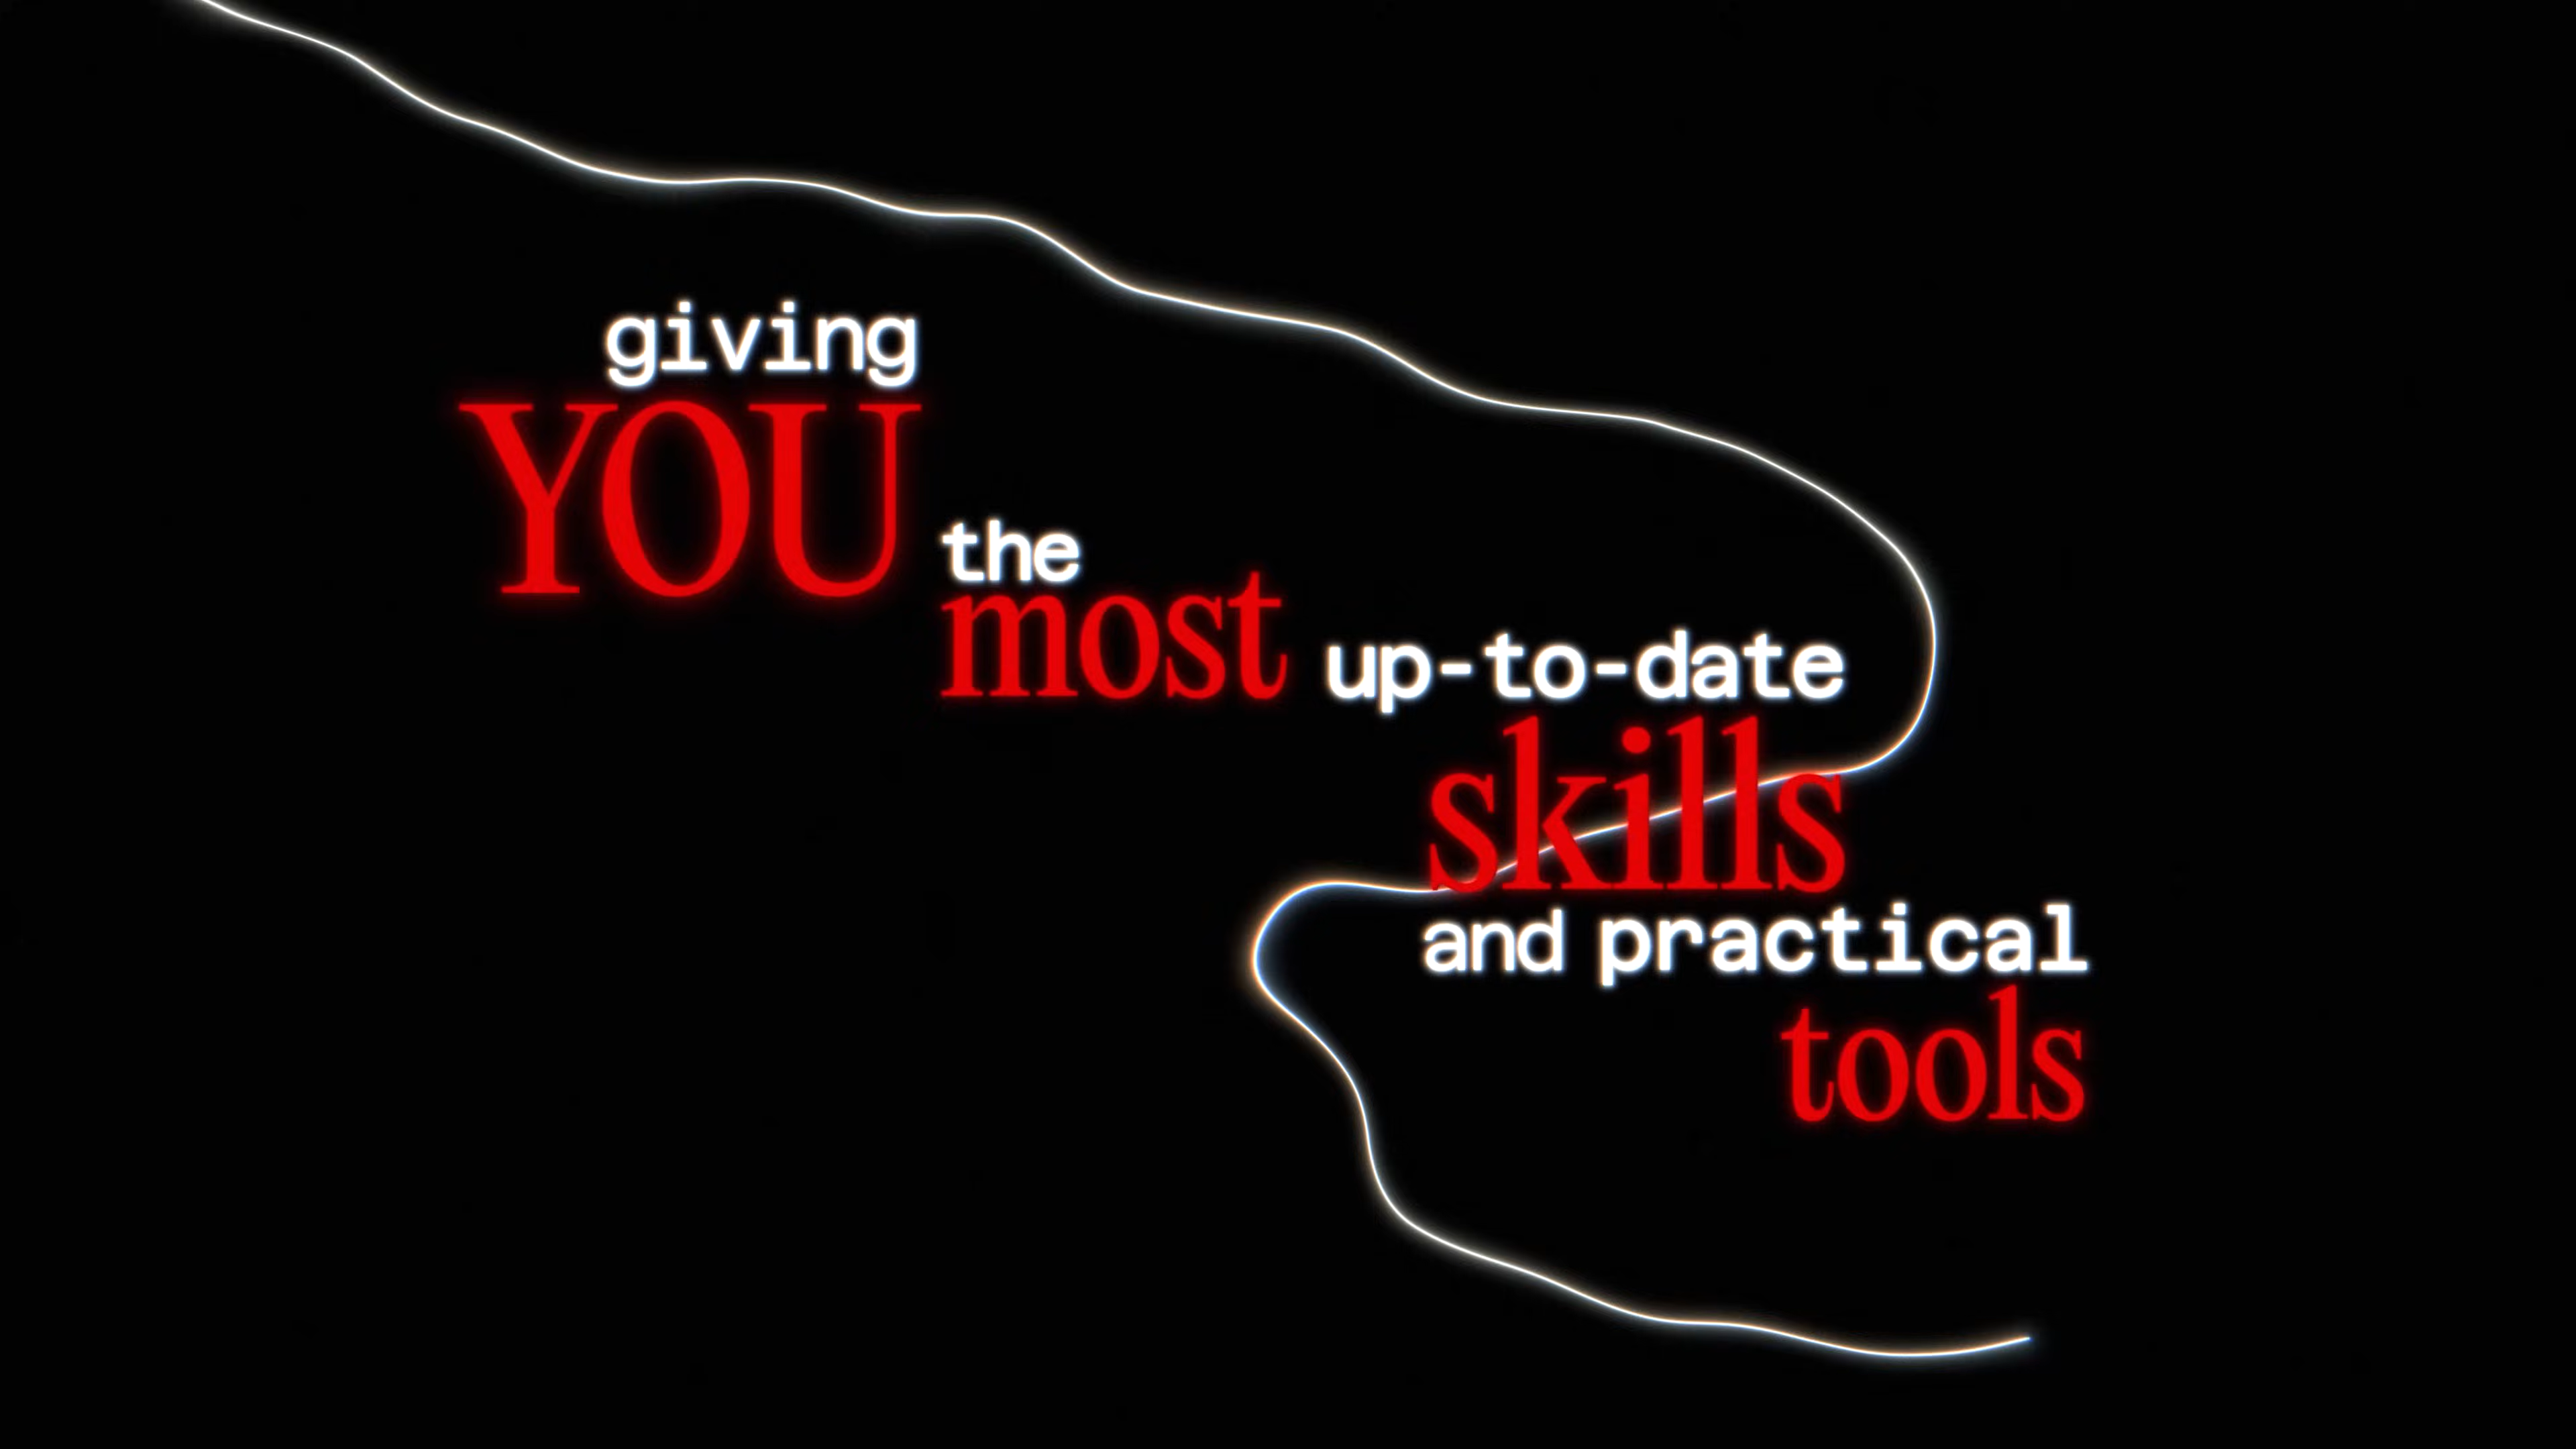 giving
YOU
the
most up-to-date
skills
and practical
tools